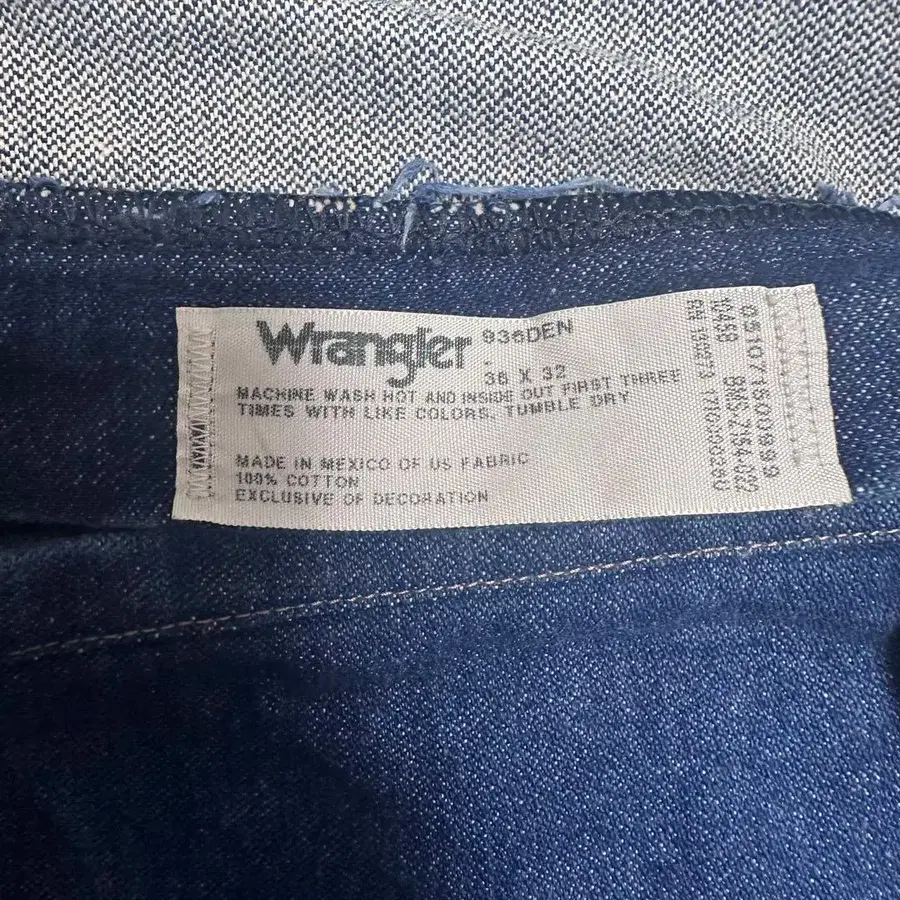 Wrangler 936DEN
36 X 32
MACHINE WASH HOT AND INSIDE OUT FIRST THREE
TIMES WITH LIKE COLORS. TUMBLE DRY
MADE IN MEXICO OF US FABRIC
100% COTTON
EXCLUSIVE OF DECORATION